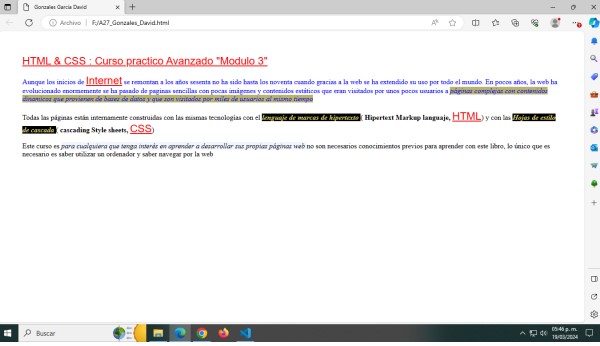 Gonzales Garcia David
Archivo F:/A27_Gonzales_David.html
HTML & CSS : Curso practico Avanzado "Modulo 3"
Aunque los inicios de Internet se remontan a los años sesenta no ha sido hasta los noventa cuando gracias a la web se ha extendido su uso por todo el mundo. En pocos años, la web ha
evolucionado enormemente se ha pasado de paginas sencillas con pocas imágenes y contenidos estáticos que eran visitados por unos pocos usuarios a páginas complejas con contenidos
dinamicos que provienen de bases de datos y que son visitados por miles de usuarios al mismo tiempo
Todas las páginas están internamente construidas con las mismas tecnologias con el lenguaje de marcas de hipertexto ( Hipertext Markup languaje, HTML) y con las Hojas de estilo
de cascada ( cascading Style sheets, CSS)
Este curso es para cualquiera que tenga interés en aprender a desarrollar sus propias páginas web no son necesarios conocimientos previos para aprender con este libro, lo único que es
necesario es saber utilizar un ordenador y saber navegar por la web
Buscar
05:46 p. m.
19/03/2024